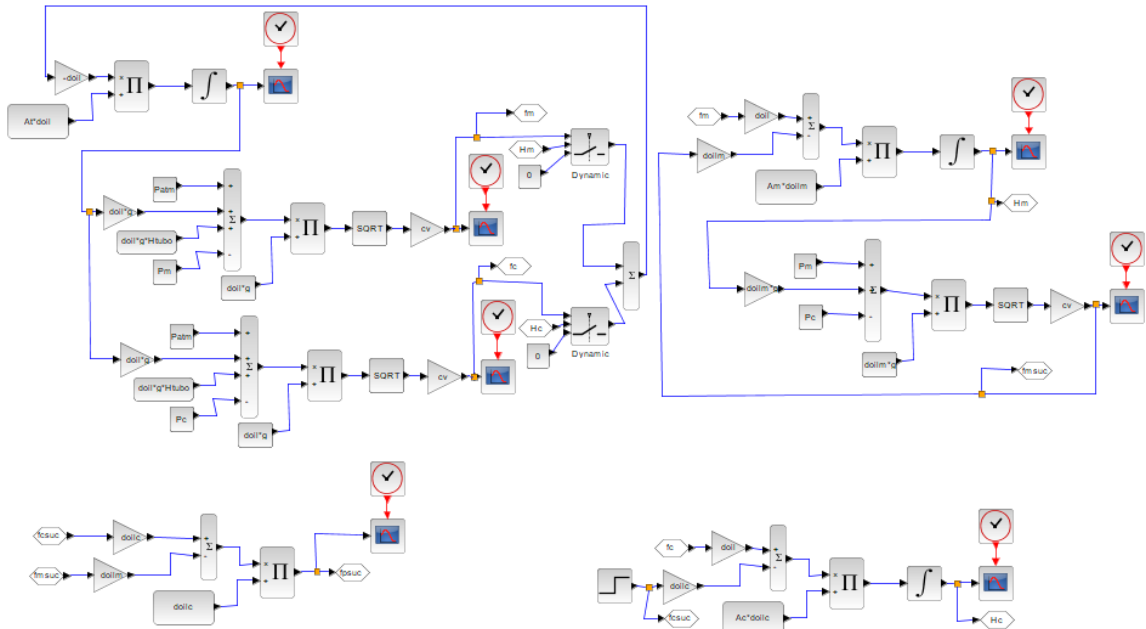 -doil
Π
∫
At*doil
fm
Hm
0
Dynamic
Patm
doil*g
doil*g*Htubo
Pm
Σ
Π
SQRT
cv
doil*g
fc
Σ
Hc
0
Dynamic
Patm
doil*g
doil*g*Htubo
Pc
Σ
Π
SQRT
cv
doil*g
fm
doil
doilm
Σ
Π
∫
Am*doilm
Hm
Pm
doilm*g
Pc
Σ
Π
SQRT
cv
doilm*g
fmsuc
fcsuc
doilc
fmsuc
doilm
Σ
Π
fpsuc
doilc
fc
doil
doilc
Σ
Π
∫
fcsuc
Ac*doilc
Hc